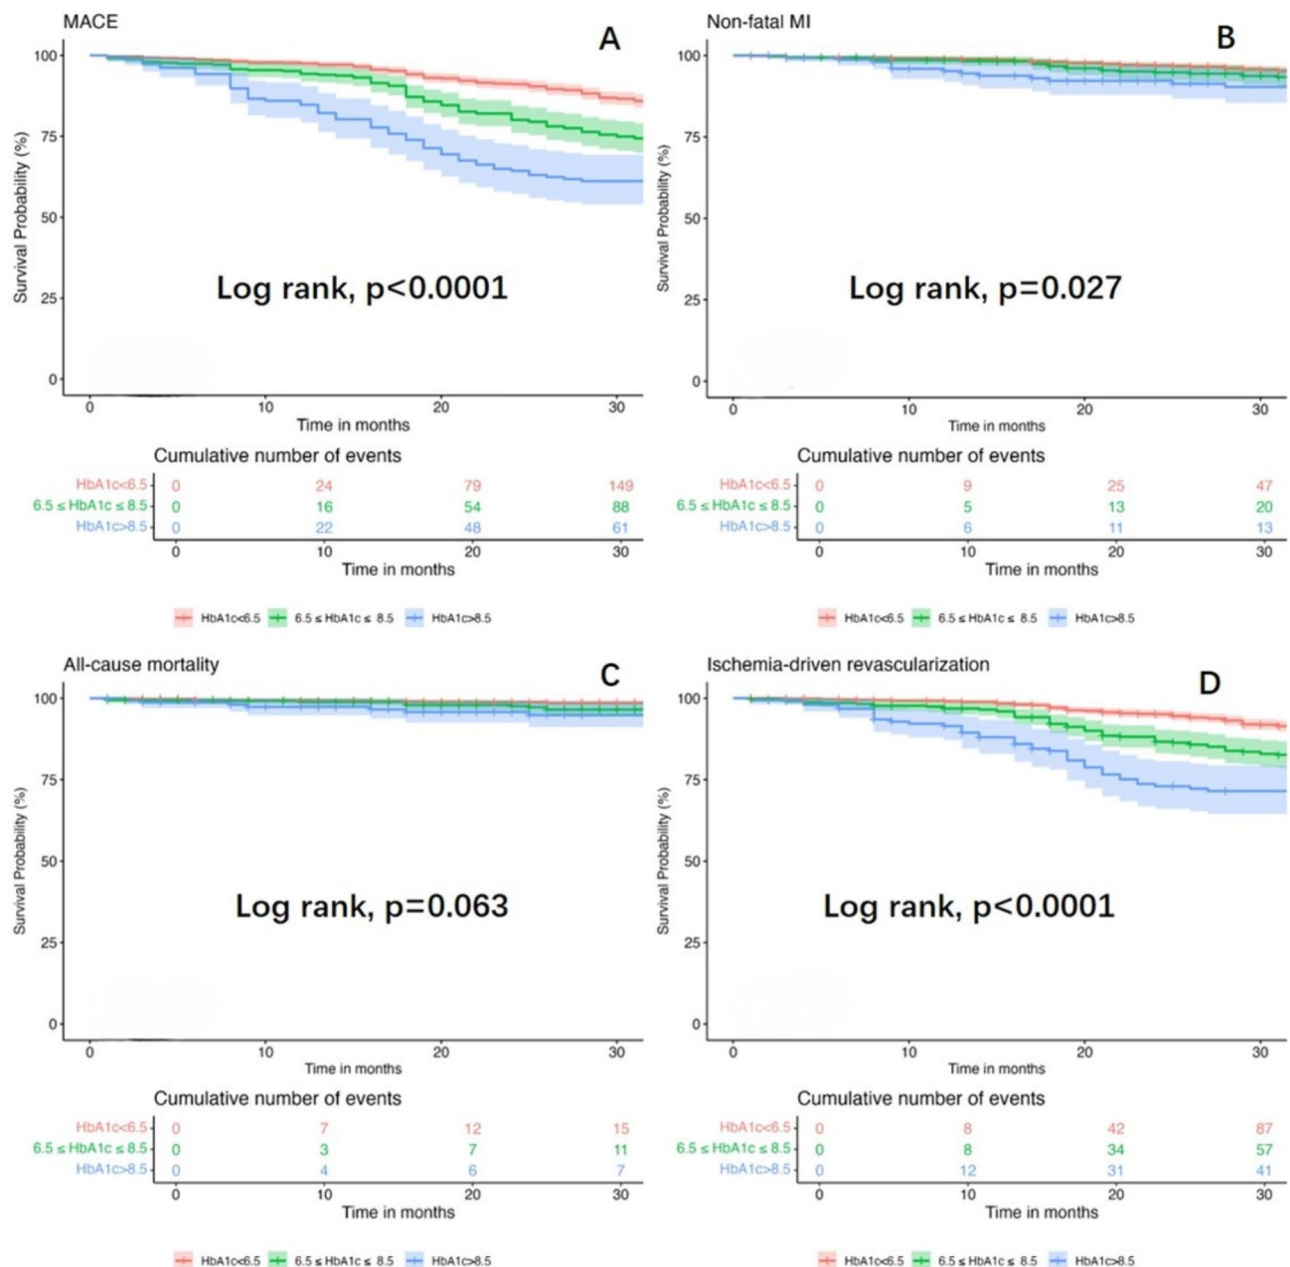 MACE
A
Survival Probability (%)
100
75
50
25
0
Log rank, p<0.0001
0 10 20 30
Time in months
Cumulative number of events
HbA1c<6.5 0 24 79 149
6.5 ≤ HbA1c ≤ 8.5 0 16 54 88
HbA1c>8.5 0 22 48 61
0 10 20 30
Time in months
HbA1c<6.5 6.5 ≤ HbA1c ≤ 8.5 HbA1c>8.5
Non-fatal MI
B
Survival Probability (%)
100
75
50
25
0
Log rank, p=0.027
0 10 20 30
Time in months
Cumulative number of events
HbA1c<6.5 0 9 25 47
6.5 ≤ HbA1c ≤ 8.5 0 5 13 20
HbA1c>8.5 0 6 11 13
0 10 20 30
Time in months
HbA1c<6.5 6.5 ≤ HbA1c ≤ 8.5 HbA1c>8.5
All-cause mortality
C
Survival Probability (%)
100
75
50
25
0
Log rank, p=0.063
0 10 20 30
Time in months
Cumulative number of events
HbA1c<6.5 0 7 12 15
6.5 ≤ HbA1c ≤ 8.5 0 3 7 11
HbA1c>8.5 0 4 6 7
0 10 20 30
Time in months
HbA1c<6.5 6.5 ≤ HbA1c ≤ 8.5 HbA1c>8.5
Ischemia-driven revascularization
D
Survival Probability (%)
100
75
50
25
0
Log rank, p<0.0001
0 10 20 30
Time in months
Cumulative number of events
HbA1c<6.5 0 8 42 87
6.5 ≤ HbA1c ≤ 8.5 0 8 34 57
HbA1c>8.5 0 12 31 41
0 10 20 30
Time in months
HbA1c<6.5 6.5 ≤ HbA1c ≤ 8.5 HbA1c>8.5